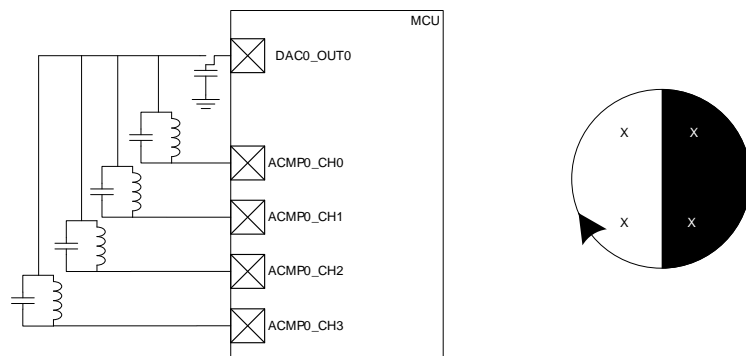 MCU
DAC0_OUT0
X X
ACMP0_CH0
ACMP0_CH1
X X
ACMP0_CH2
ACMP0_CH3